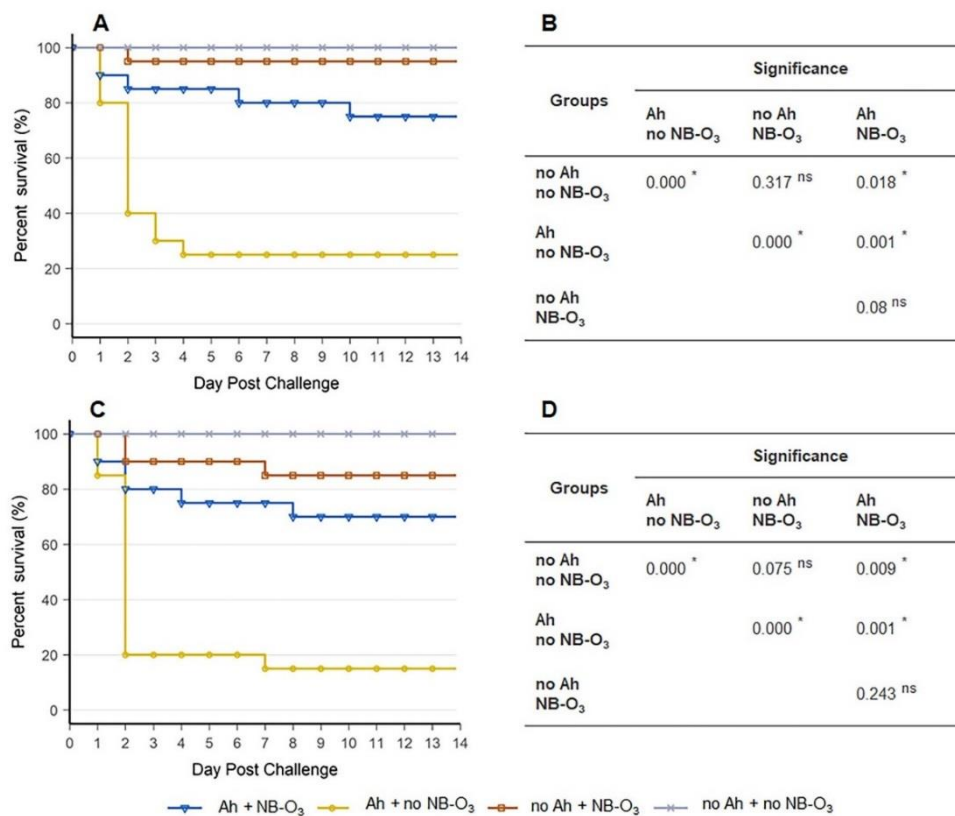 A
100
80
60
40
20
0
Percent survival (%)
0 1 2 3 4 5 6 7 8 9 10 11 12 13 14
Day Post Challenge
B
Significance
Groups
Ah no Ah Ah
no NB-O₃ NB-O₃ NB-O₃
no Ah
no NB-O₃ 0.000 * 0.317 ns 0.018 *
Ah
no NB-O₃ 0.000 * 0.001 *
no Ah
NB-O₃ 0.08 ns
C
100
80
60
40
20
0
Percent survival (%)
0 1 2 3 4 5 6 7 8 9 10 11 12 13 14
Day Post Challenge
D
Significance
Groups
Ah no Ah Ah
no NB-O₃ NB-O₃ NB-O₃
no Ah
no NB-O₃ 0.000 * 0.075 ns 0.009 *
Ah
no NB-O₃ 0.000 * 0.001 *
no Ah
NB-O₃ 0.243 ns
Ah + NB-O₃ Ah + no NB-O₃ no Ah + NB-O₃ no Ah + no NB-O₃